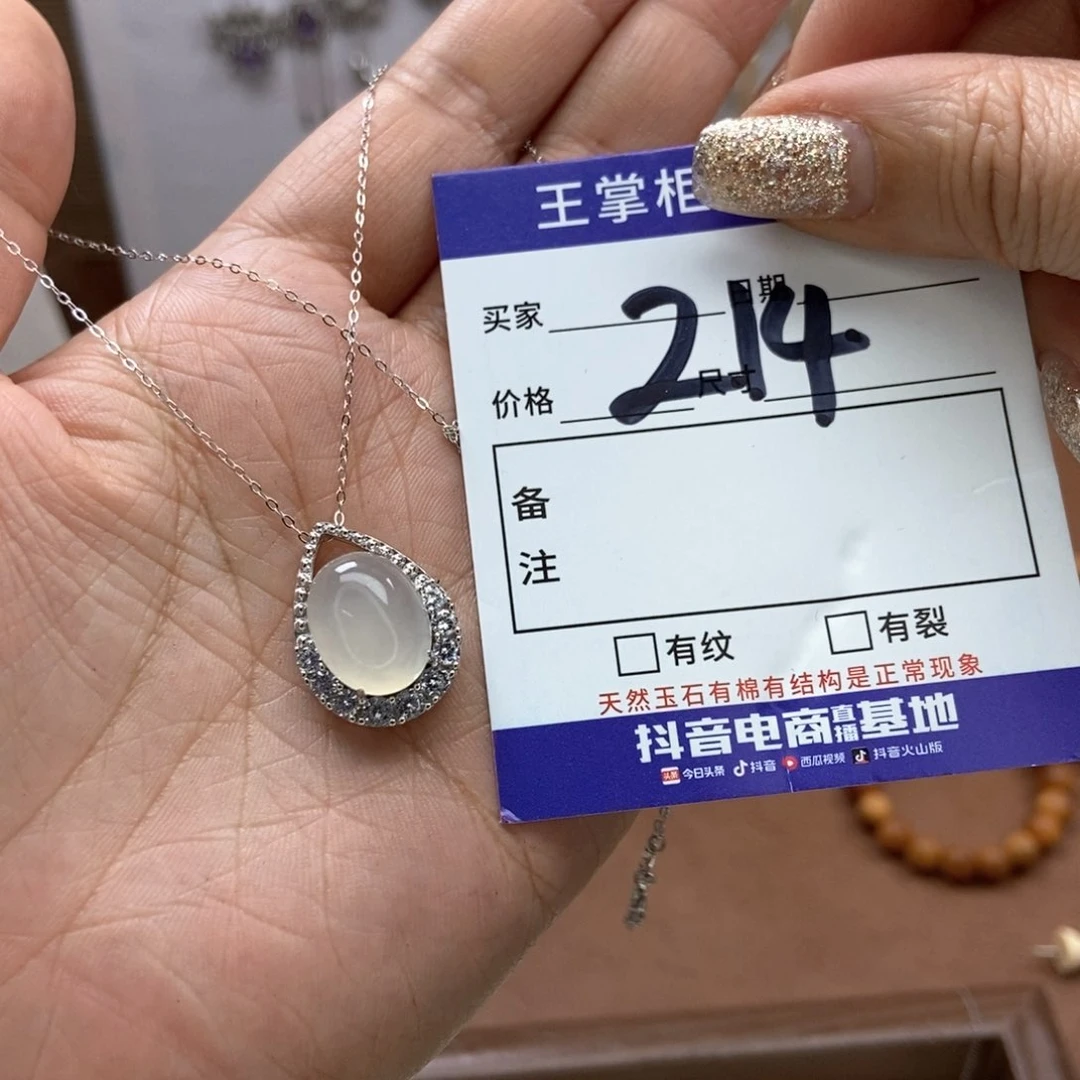 王掌柜
买家 日期
214
价格 尺寸
备
注
有纹 有裂
天然玉石有棉有结构是正常现象
抖音电商直播基地
头条 今日头条 抖音 西瓜视频 抖音火山版